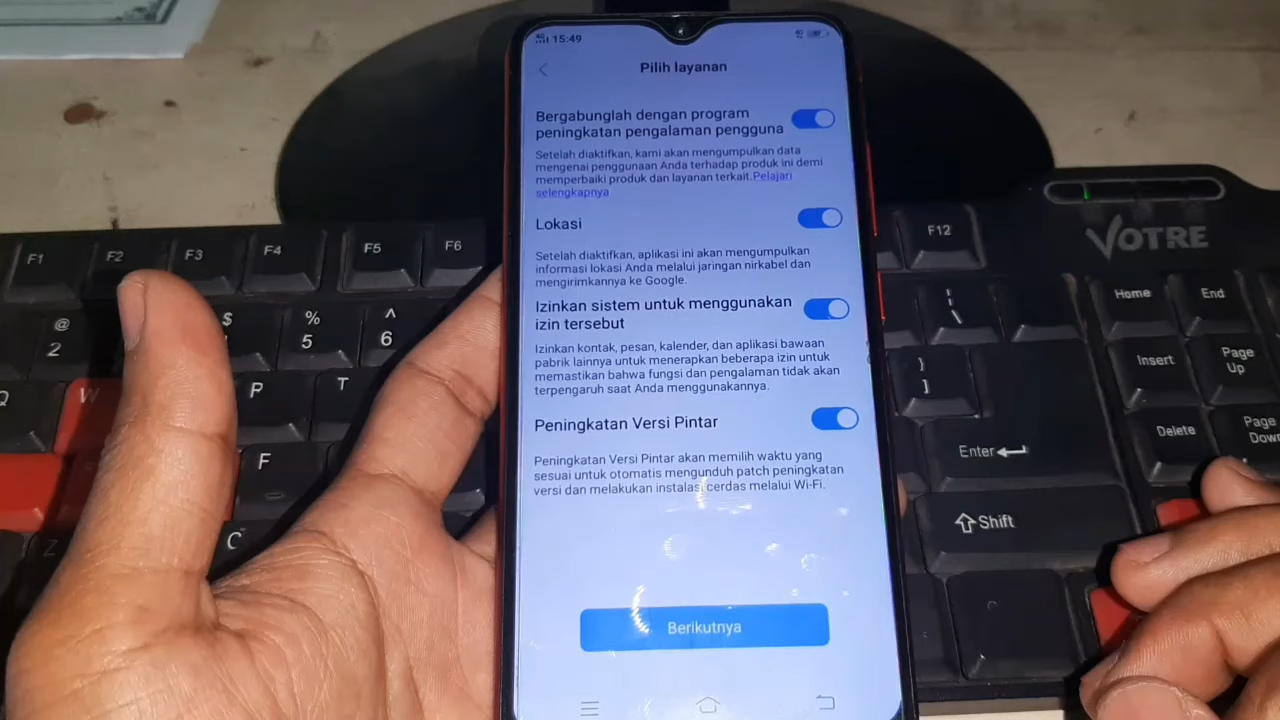 4G 15:49
Pilih layanan
Bergabunglah dengan program
peningkatan pengalaman pengguna
Setelah diaktifkan, kami akan mengumpulkan data
mengenai penggunaan Anda terhadap produk ini demi
memperbaiki produk dan layanan terkait.Pelajari
selengkapnya
Lokasi
Setelah diaktifkan, aplikasi ini akan mengumpulkan
informasi lokasi Anda melalui jaringan nirkabel dan
mengirimkannya ke Google.
Izinkan sistem untuk menggunakan
izin tersebut
Izinkan kontak, pesan, kalender, dan aplikasi bawaan
pabrik lainnya untuk menerapkan beberapa izin untuk
memastikan bahwa fungsi dan pengalaman tidak akan
terpengaruh saat Anda menggunakannya.
Peningkatan Versi Pintar
Peningkatan Versi Pintar akan memilih waktu yang
sesuai untuk otomatis mengunduh patch peningkatan
versi dan melakukan instalasi cerdas melalui Wi-Fi.
Berikutnya
F1 F2 F3 F4 F5 F6
@
2
$
%
5
^
6
W
P
T
F
Z
C
F12
VOTRE
Home
End
Insert
Page
Up
Delete
Page
Down
{
[
}
]
Enter
Shift